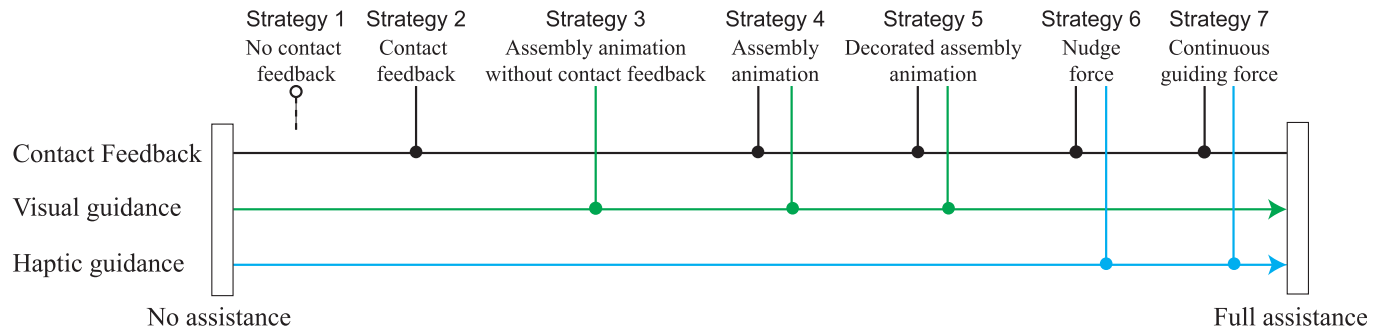 Strategy 1
No contact
feedback
Strategy 2
Contact
feedback
Strategy 3
Assembly animation
without contact feedback
Strategy 4
Assembly
animation
Strategy 5
Decorated assembly
animation
Strategy 6
Nudge
force
Strategy 7
Continuous
guiding force
Contact Feedback
Visual guidance
Haptic guidance
No assistance
Full assistance